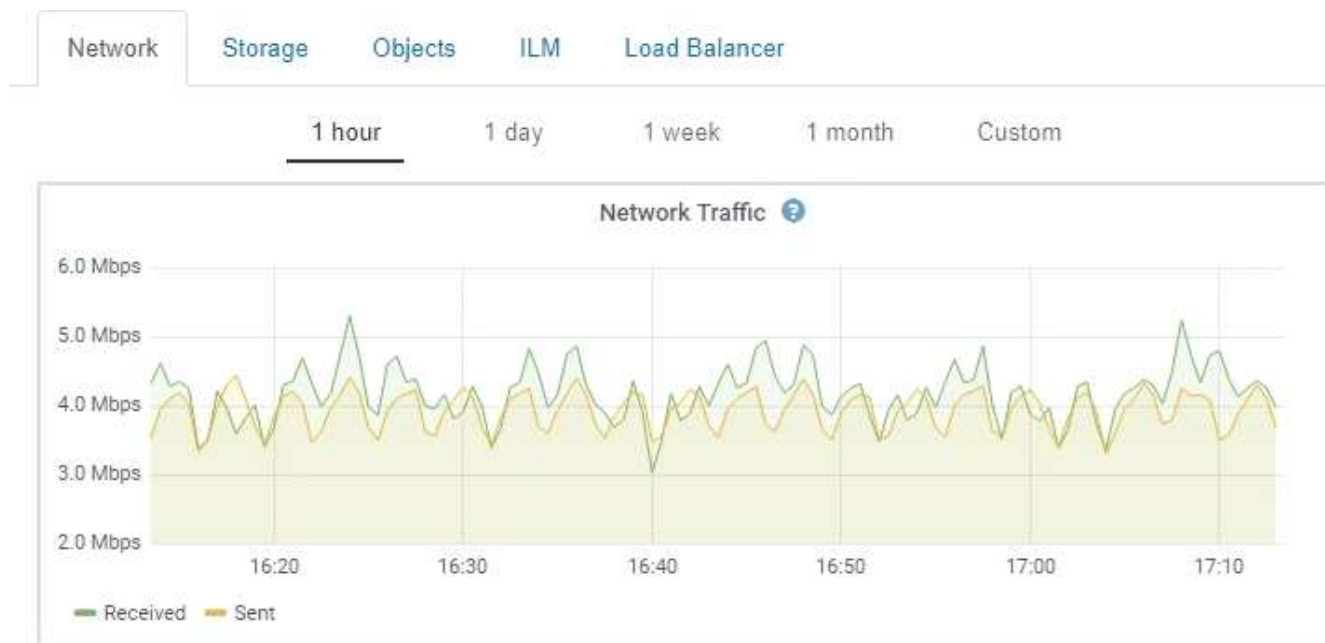 Network Storage Objects ILM Load Balancer
1 hour 1 day 1 week 1 month Custom
Network Traffic ?
6.0 Mbps
5.0 Mbps
4.0 Mbps
3.0 Mbps
2.0 Mbps
16:20 16:30 16:40 16:50 17:00 17:10
Received Sent